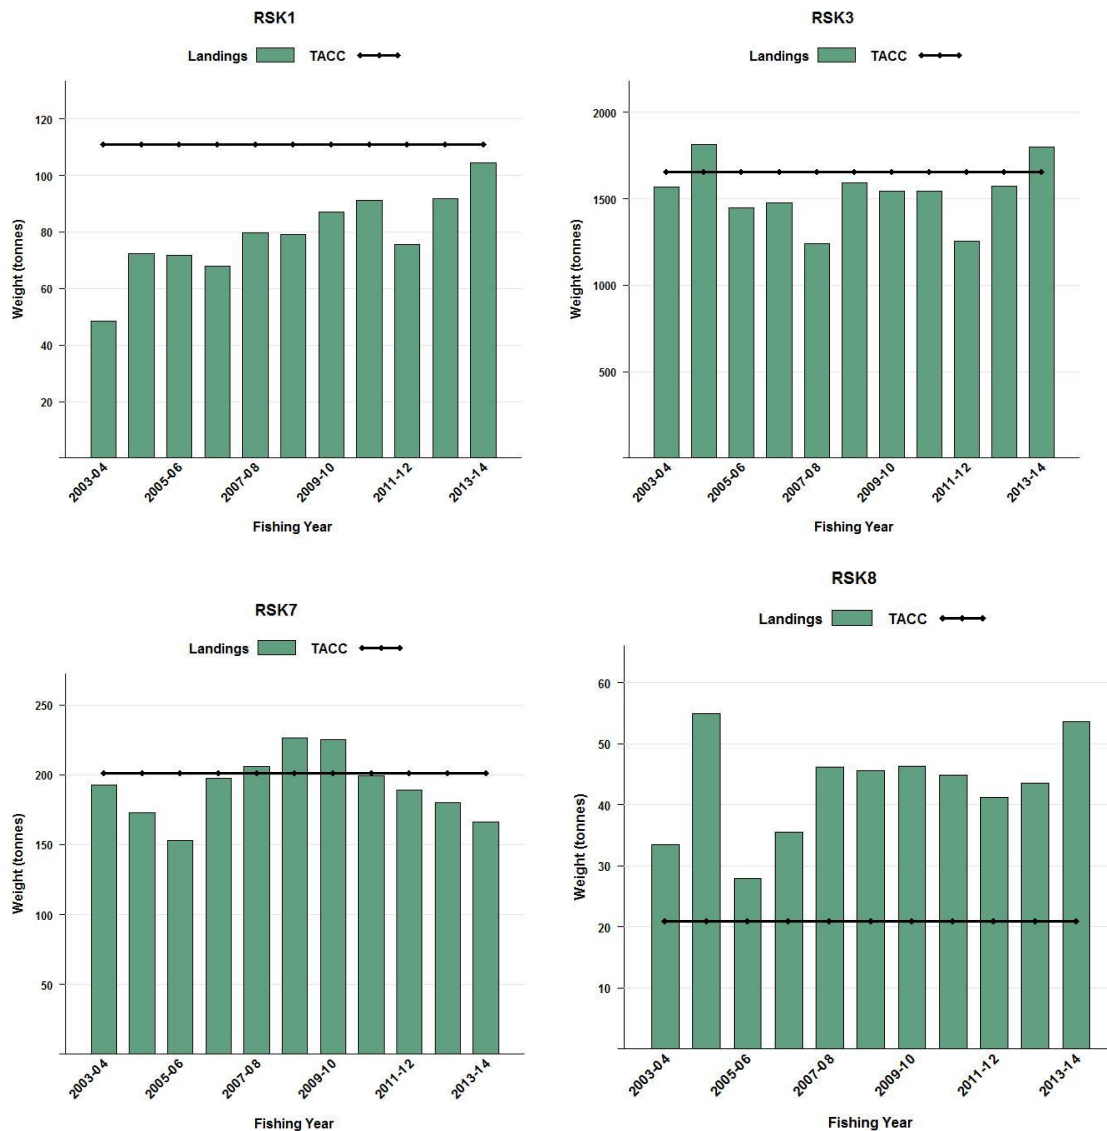 RSK1
Landings TACC
Weight (tonnes)
120
100
80
60
40
20
2003-04 2005-06 2007-08 2009-10 2011-12 2013-14
Fishing Year
RSK3
Landings TACC
Weight (tonnes)
2000
1500
1000
500
2003-04 2005-06 2007-08 2009-10 2011-12 2013-14
Fishing Year
RSK7
Landings TACC
Weight (tonnes)
250
200
150
100
50
2003-04 2005-06 2007-08 2009-10 2011-12 2013-14
Fishing Year
RSK8
Landings TACC
Weight (tonnes)
60
50
40
30
20
10
2003-04 2005-06 2007-08 2009-10 2011-12 2013-14
Fishing Year